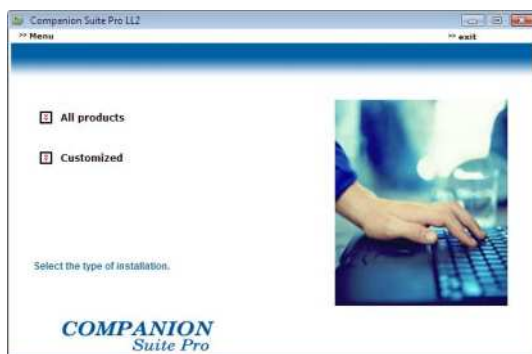 Companion Suite Pro LL2
>> Menu
>> exit
All products
Customized
Select the type of installation.
COMPANION
Suite Pro